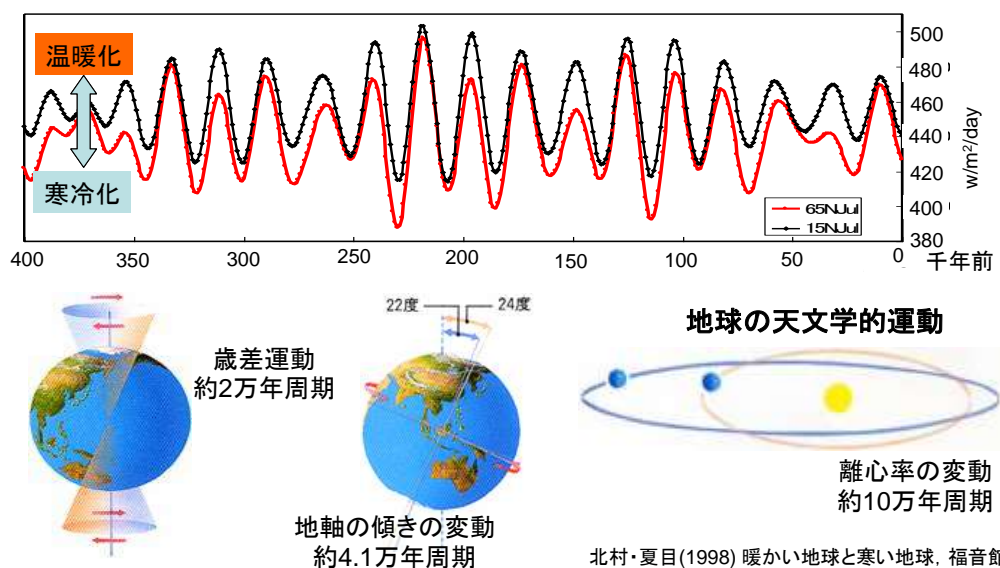 温暖化
寒冷化
500
480
460
440
420
400
380
w/m²/day
65NJul
15NJul
400
350
300
250
200
150
100
50
0
千年前
歳差運動
約2万年周期
22度
24度
地軸の傾きの変動
約4.1万年周期
地球の天文学的運動
離心率の変動
約10万年周期
北村・夏目(1998) 暖かい地球と寒い地球, 福音館